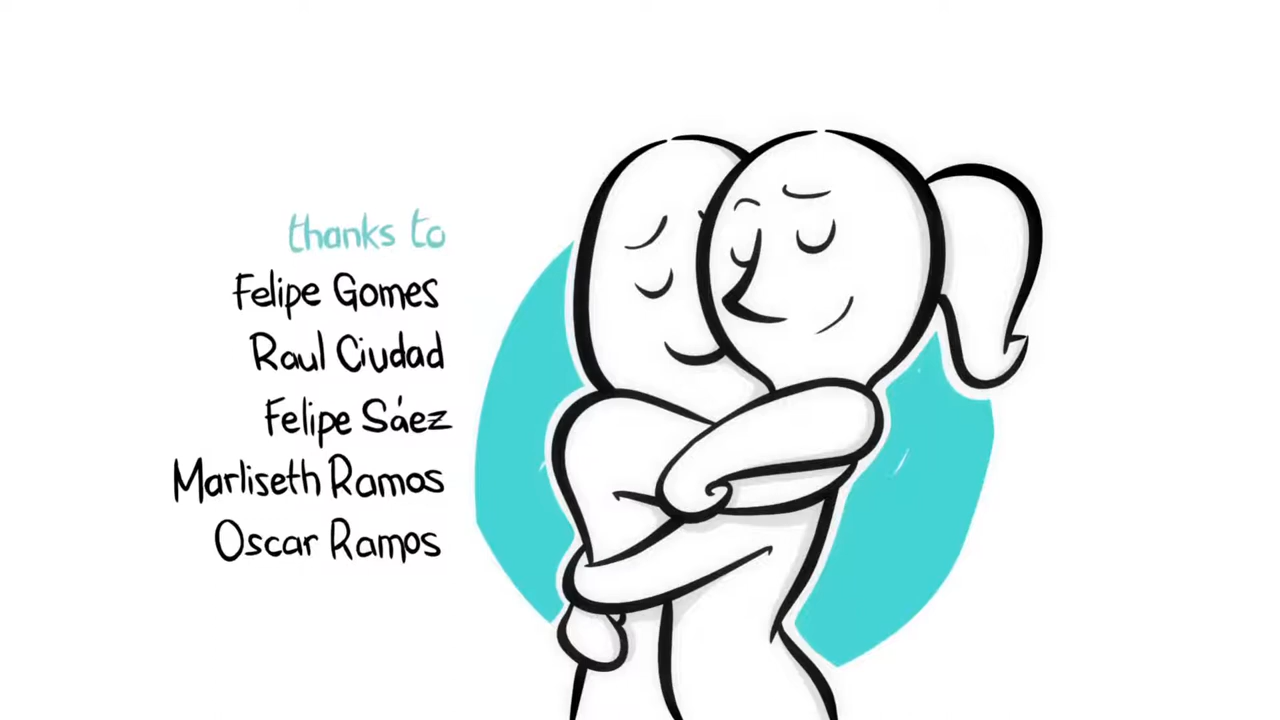 thanks to
Felipe Gomes
Raul Ciudad
Felipe Sáez
Marliseth Ramos
Oscar Ramos